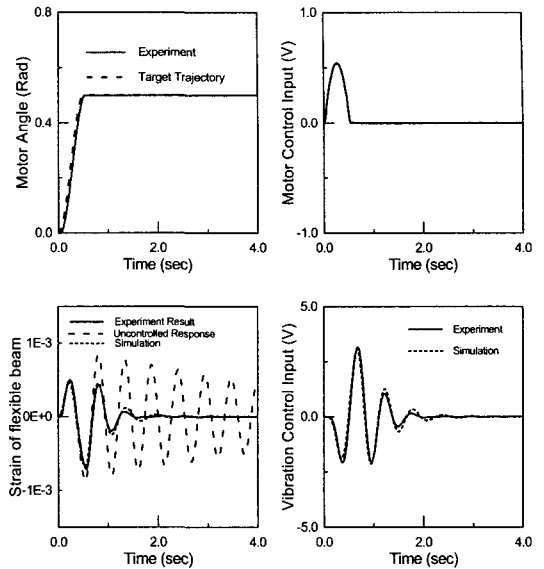 0.8
0.4
0.0
Motor Angle (Rad)
Experiment
Target Trajectory
0.0
2.0
4.0
Time (sec)
1.0
0.0
-1.0
Motor Control Input (V)
0.0
2.0
4.0
Time (sec)
1E-3
0E+0
-1E-3
Strain of flexible beam
Experiment Result
Uncontrolled Response
Simulation
0.0
2.0
4.0
Time (sec)
5.0
0.0
-5.0
Vibration Control Input (V)
Experiment
Simulation
0.0
2.0
4.0
Time (sec)